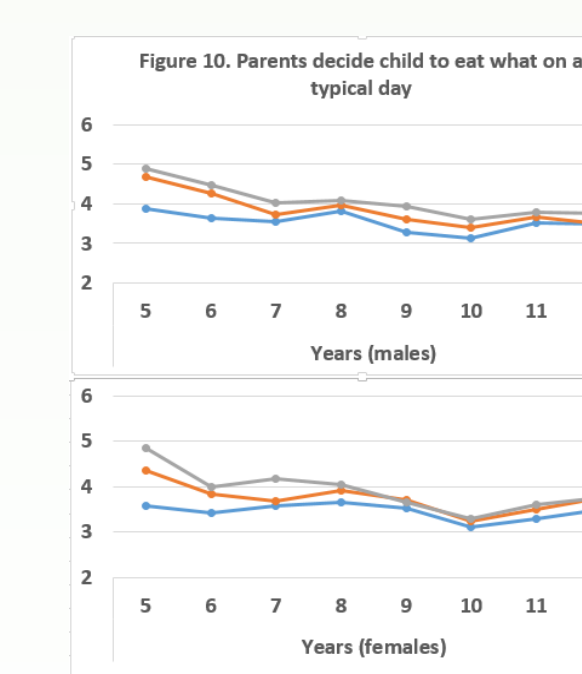 Figure 10. Parents decide child to eat what on a
typical day
6
5
4
3
2
5 6 7 8 9 10 11
Years (males)
6
5
4
3
2
5 6 7 8 9 10 11
Years (females)